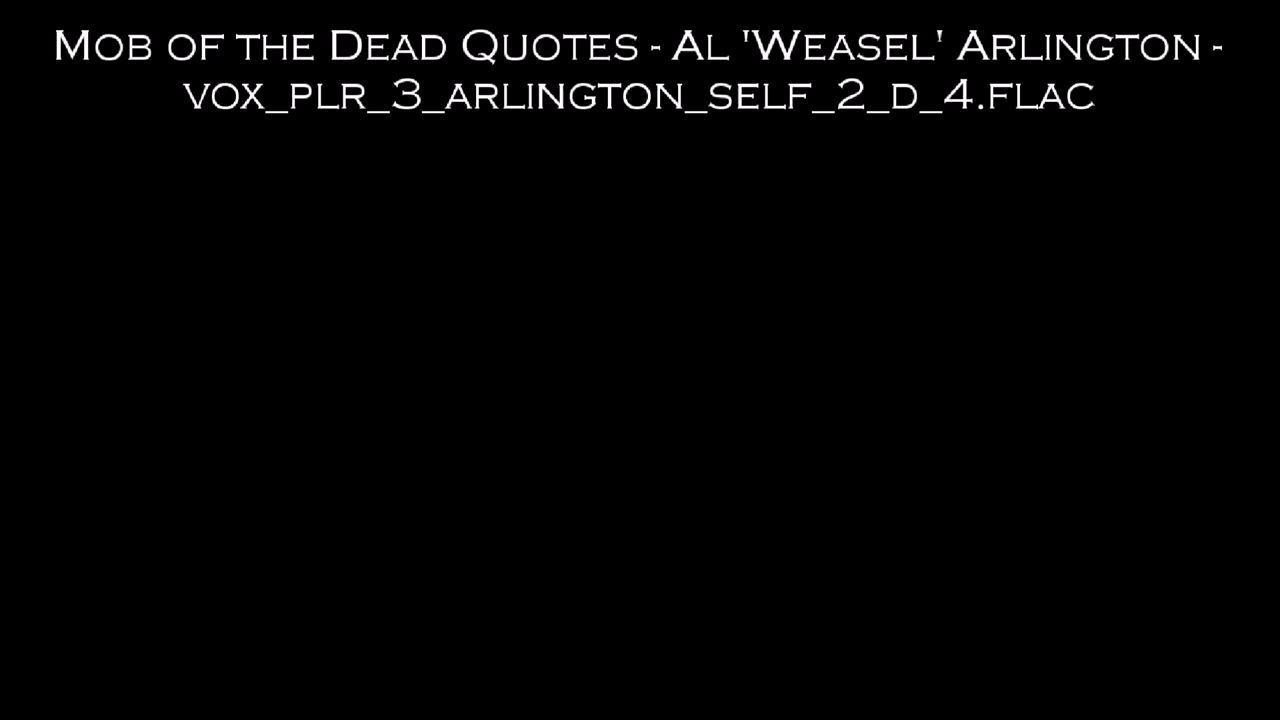 Mob of the Dead Quotes - Al 'Weasel' Arlington -
vox_plr_3_arlington_self_2_d_4.flac